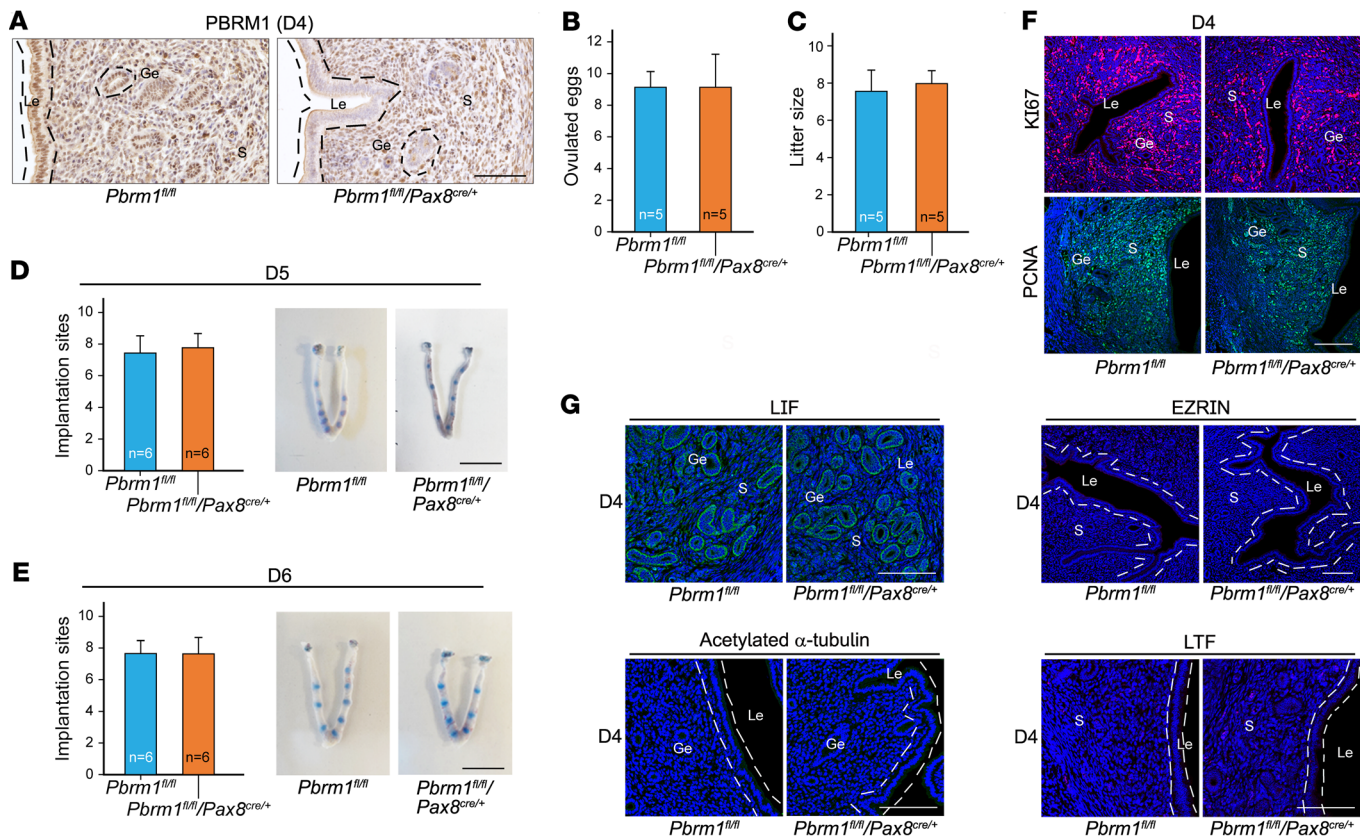 A
PBRM1 (D4)
Ge
Le
S
Le
Ge
S
Pbrm1fl/fl
Pbrm1fl/fl/Pax8cre/+
B
Ovulated eggs
12
10
8
6
4
2
0
n=5
n=5
Pbrm1fl/fl
Pbrm1fl/fl/Pax8cre/+
C
Litter size
10
8
6
4
2
0
n=5
n=5
Pbrm1fl/fl
Pbrm1fl/fl/Pax8cre/+
D
D5
Implantation sites
10
8
6
4
2
0
n=6
n=6
Pbrm1fl/fl
Pbrm1fl/fl/Pax8cre/+
Pbrm1fl/fl
Pbrm1fl/fl/
Pax8cre/+
E
D6
Implantation sites
10
8
6
4
2
0
n=6
n=6
Pbrm1fl/fl
Pbrm1fl/fl/Pax8cre/+
Pbrm1fl/fl
Pbrm1fl/fl/
Pax8cre/+
F
D4
KI67
Le
S
Ge
S
Le
Ge
PCNA
Ge
S
Le
Ge
S
Le
Pbrm1fl/fl
Pbrm1fl/fl/Pax8cre/+
S
S
G
LIF
D4
Ge
S
Le
Ge
S
Pbrm1fl/fl
Pbrm1fl/fl/Pax8cre/+
EZRIN
D4
Le
S
Le
S
Pbrm1fl/fl
Pbrm1fl/fl/Pax8cre/+
Acetylated α-tubulin
D4
Le
Ge
Le
Ge
Pbrm1fl/fl
Pbrm1fl/fl/Pax8cre/+
LTF
D4
S
Le
S
Le
Pbrm1fl/fl
Pbrm1fl/fl/Pax8cre/+